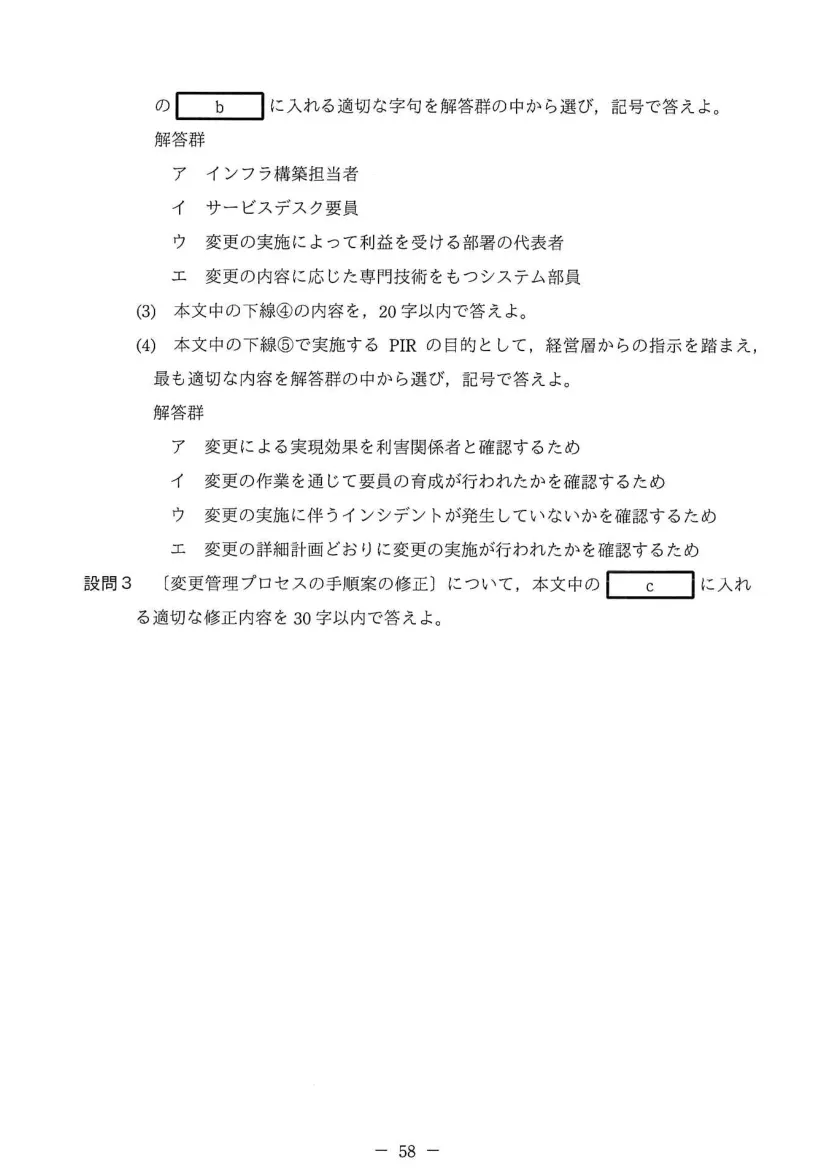 の b に入れる適切な字句を解答群の中から選び，記号で答えよ。
解答群
ア インフラ構築担当者
イ サービスデスク要員
ウ 変更の実施によって利益を受ける部署の代表者
エ 変更の内容に応じた専門技術をもつシステム部員
(3) 本文中の下線④の内容を，20 字以内で答えよ。
(4) 本文中の下線⑤で実施する PIR の目的として，経営層からの指示を踏まえ，
最も適切な内容を解答群の中から選び，記号で答えよ。
解答群
ア 変更による実現効果を利害関係者と確認するため
イ 変更の作業を通じて要員の育成が行われたかを確認するため
ウ 変更の実施に伴うインシデントが発生していないかを確認するため
エ 変更の詳細計画どおりに変更の実施が行われたかを確認するため
設問３ 〔変更管理プロセスの手順案の修正〕について，本文中の c に入れ
る適切な修正内容を 30 字以内で答えよ。
－ 58 －